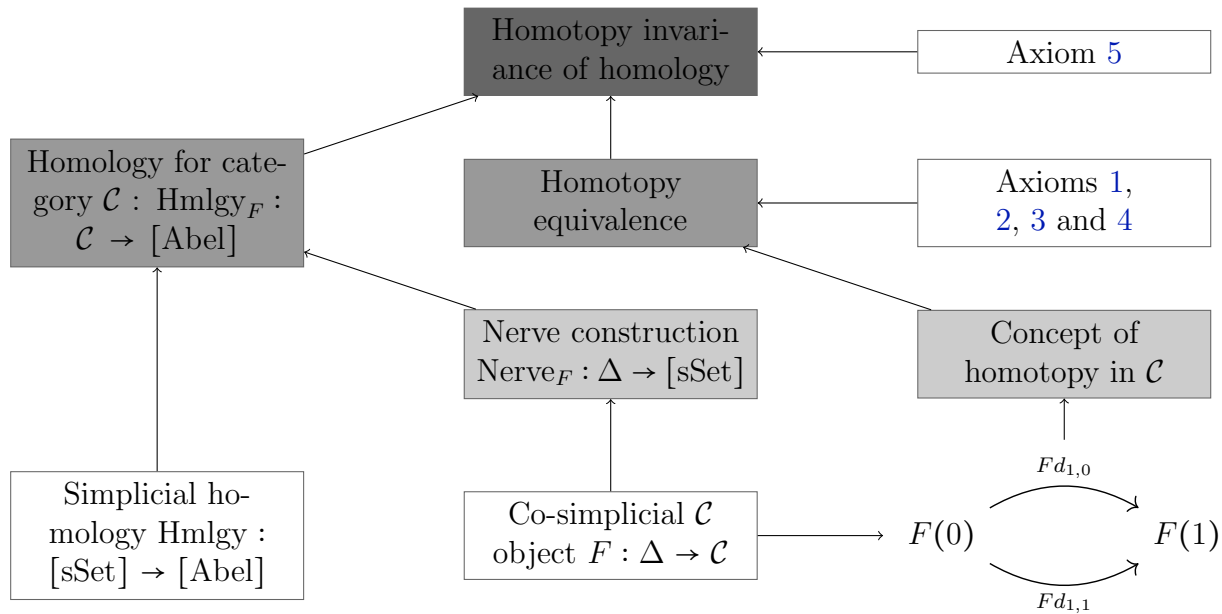 Homotopy invari-
ance of homology
Axiom 5
Homology for cate-
gory 𝒞 : Hmlgy_F :
𝒞 → [Abel]
Homotopy
equivalence
Axioms 1,
2, 3 and 4
Nerve construction
Nerve_F : Δ → [sSet]
Concept of
homotopy in 𝒞
Simplicial ho-
mology Hmlgy :
[sSet] → [Abel]
Co-simplicial 𝒞
object F : Δ → 𝒞
Fd_{1,0}
F(0) F(1)
Fd_{1,1}